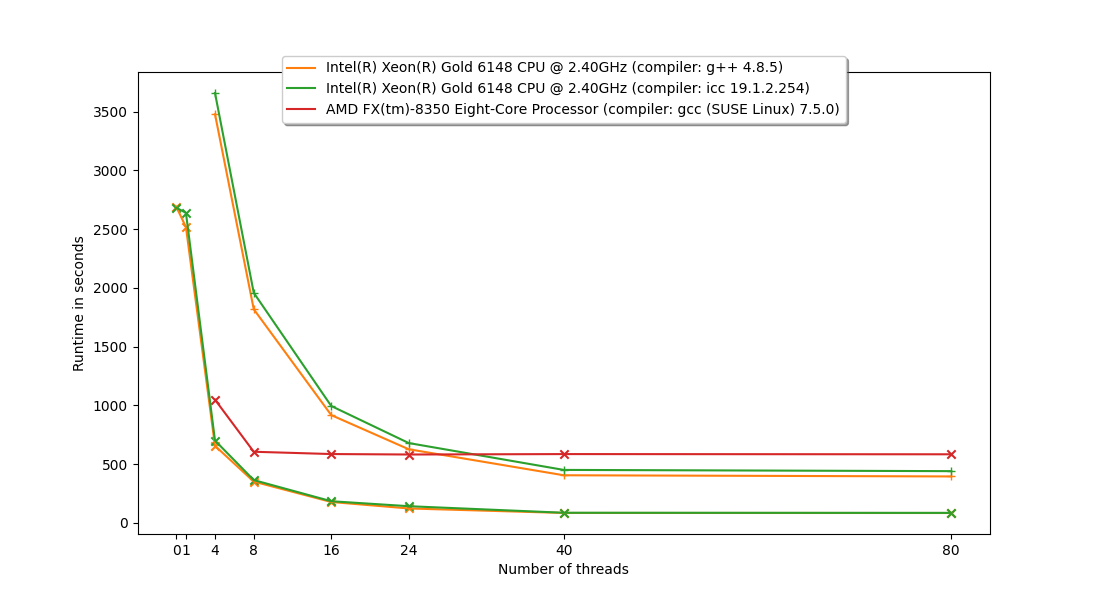 Intel(R) Xeon(R) Gold 6148 CPU @ 2.40GHz (compiler: g++ 4.8.5)
Intel(R) Xeon(R) Gold 6148 CPU @ 2.40GHz (compiler: icc 19.1.2.254)
AMD FX(tm)-8350 Eight-Core Processor (compiler: gcc (SUSE Linux) 7.5.0)
Runtime in seconds
3500
3000
2500
2000
1500
1000
500
0
0 1 4 8 16 24 40 80
Number of threads